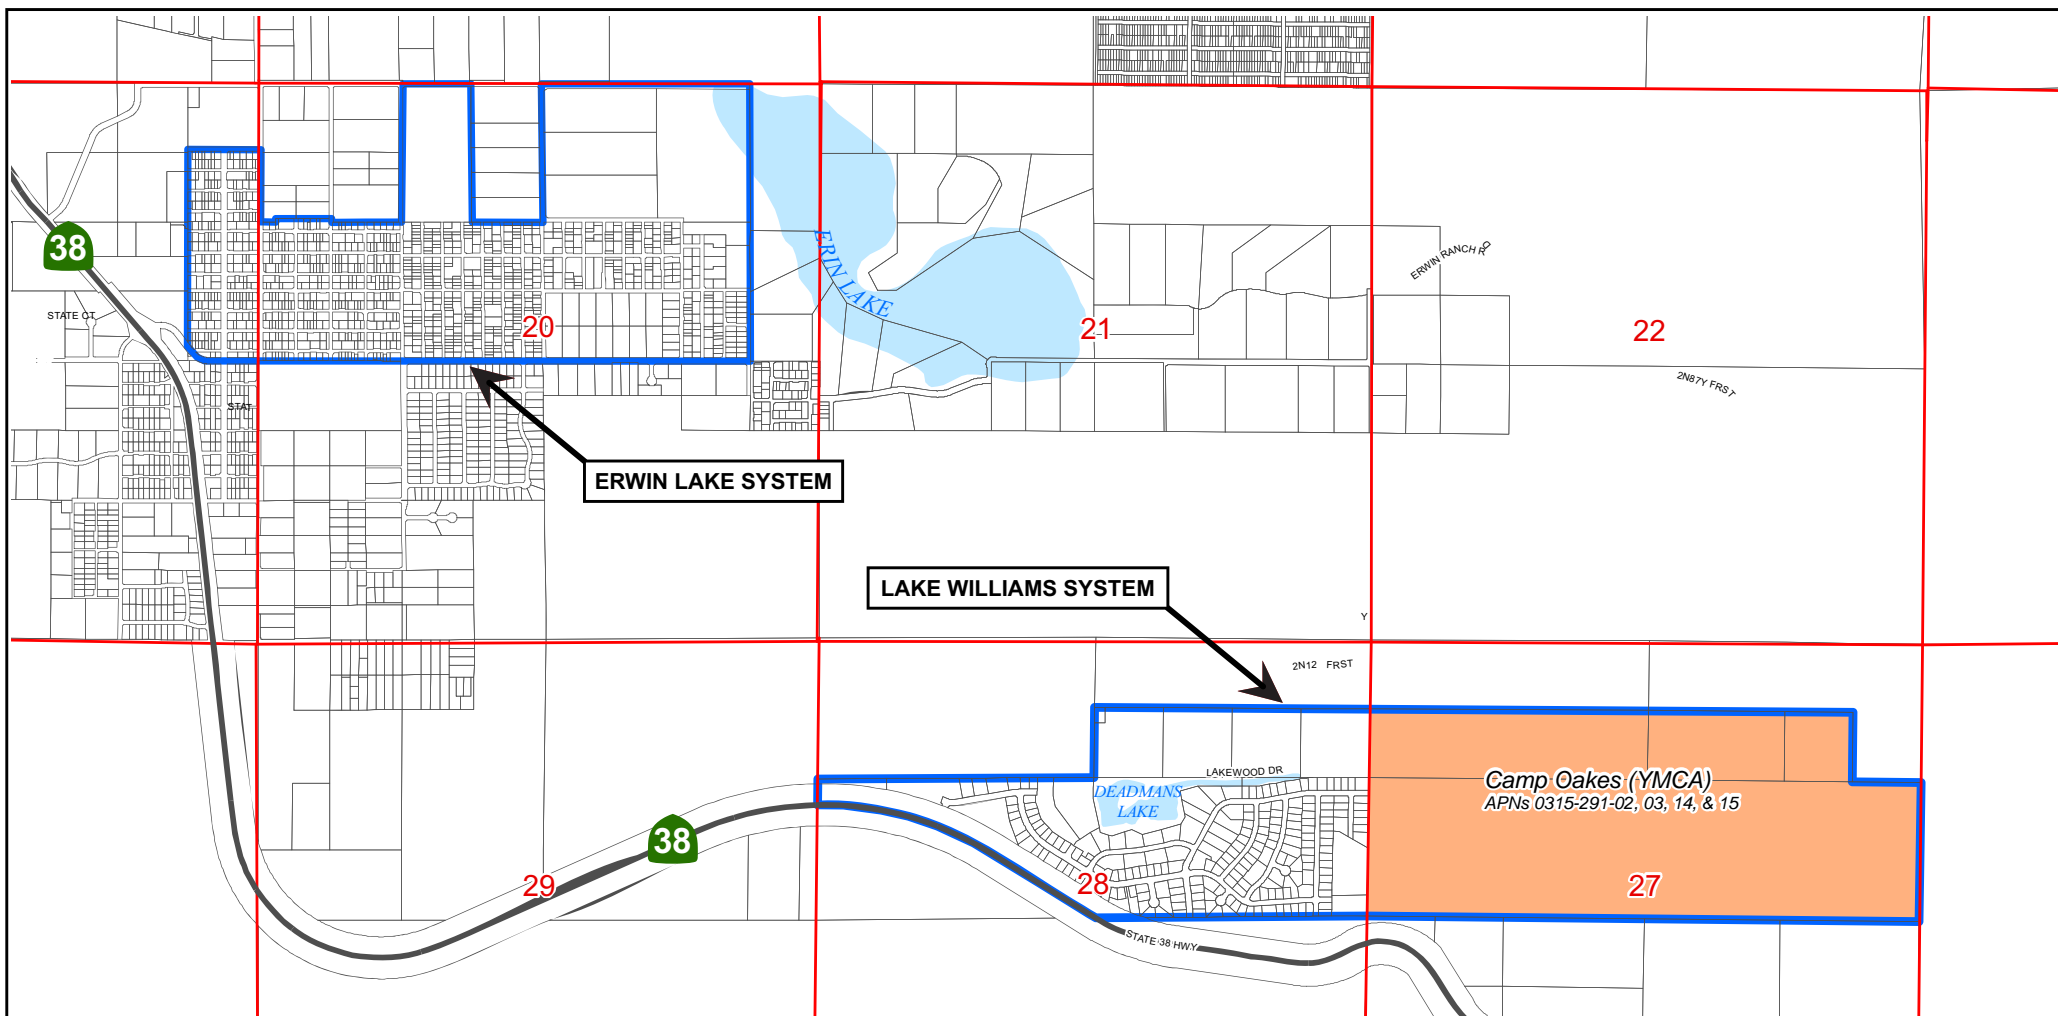 38
STATE CT
STAT
20
ERIN LAKE
21
ERWIN RANCH R
D
22
2N87Y FRST
ERWIN LAKE SYSTEM
LAKE WILLIAMS SYSTEM
Y
2N12 FRST
LAKEWOOD DR
DEADMANS
LAKE
Camp Oakes (YMCA)
APNs 0315-291-02, 03, 14, & 15
38
29
28
27
STATE 38 HWY